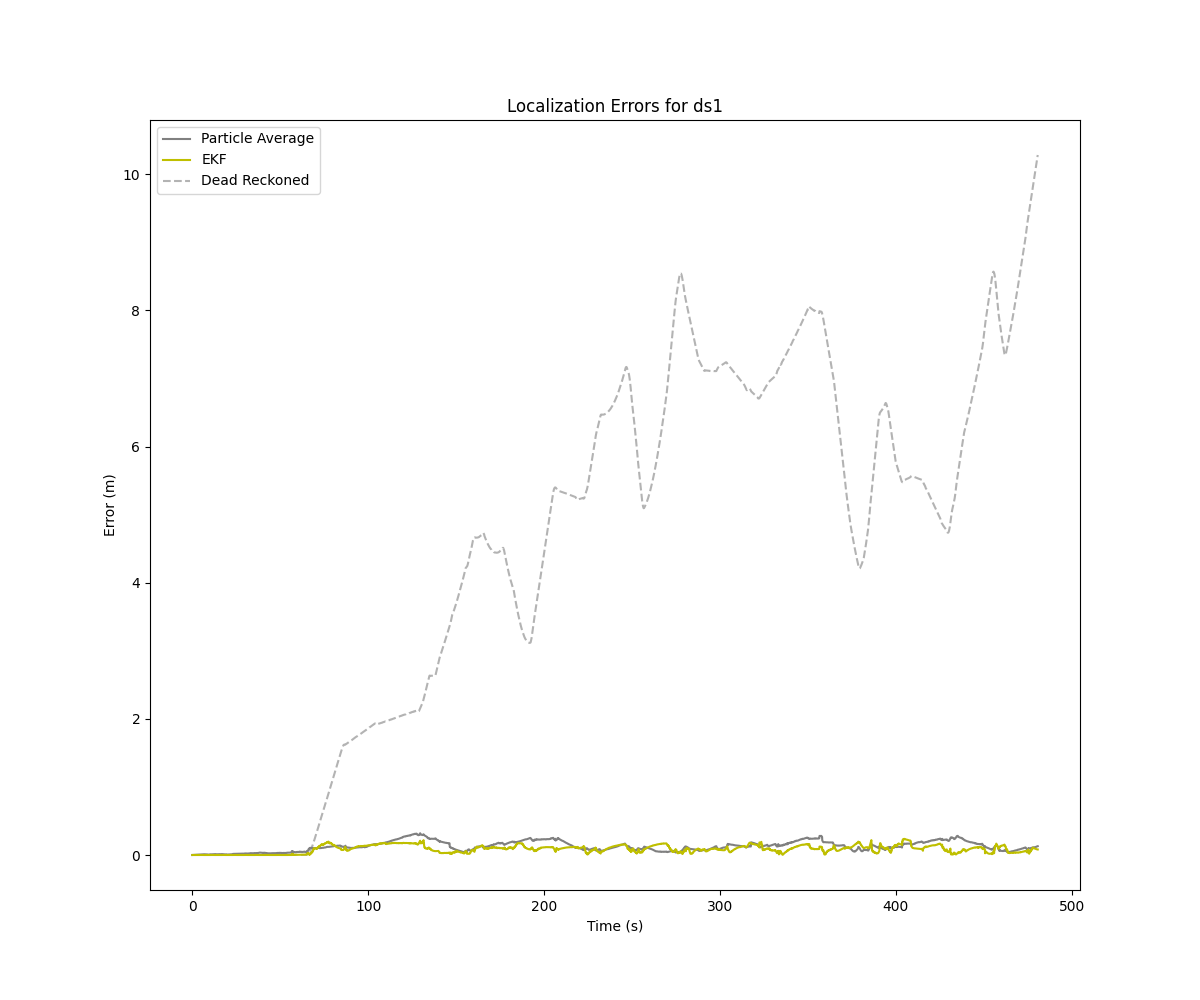 Localization Errors for ds1
Particle Average
EKF
Dead Reckoned
10
8
6
4
2
0
Error (m)
0 100 200 300 400 500
Time (s)